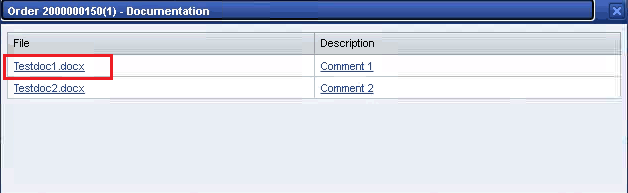 Order 2000000150(1) - Documentation
File Description
Testdoc1.docx Comment 1
Testdoc2.docx Comment 2